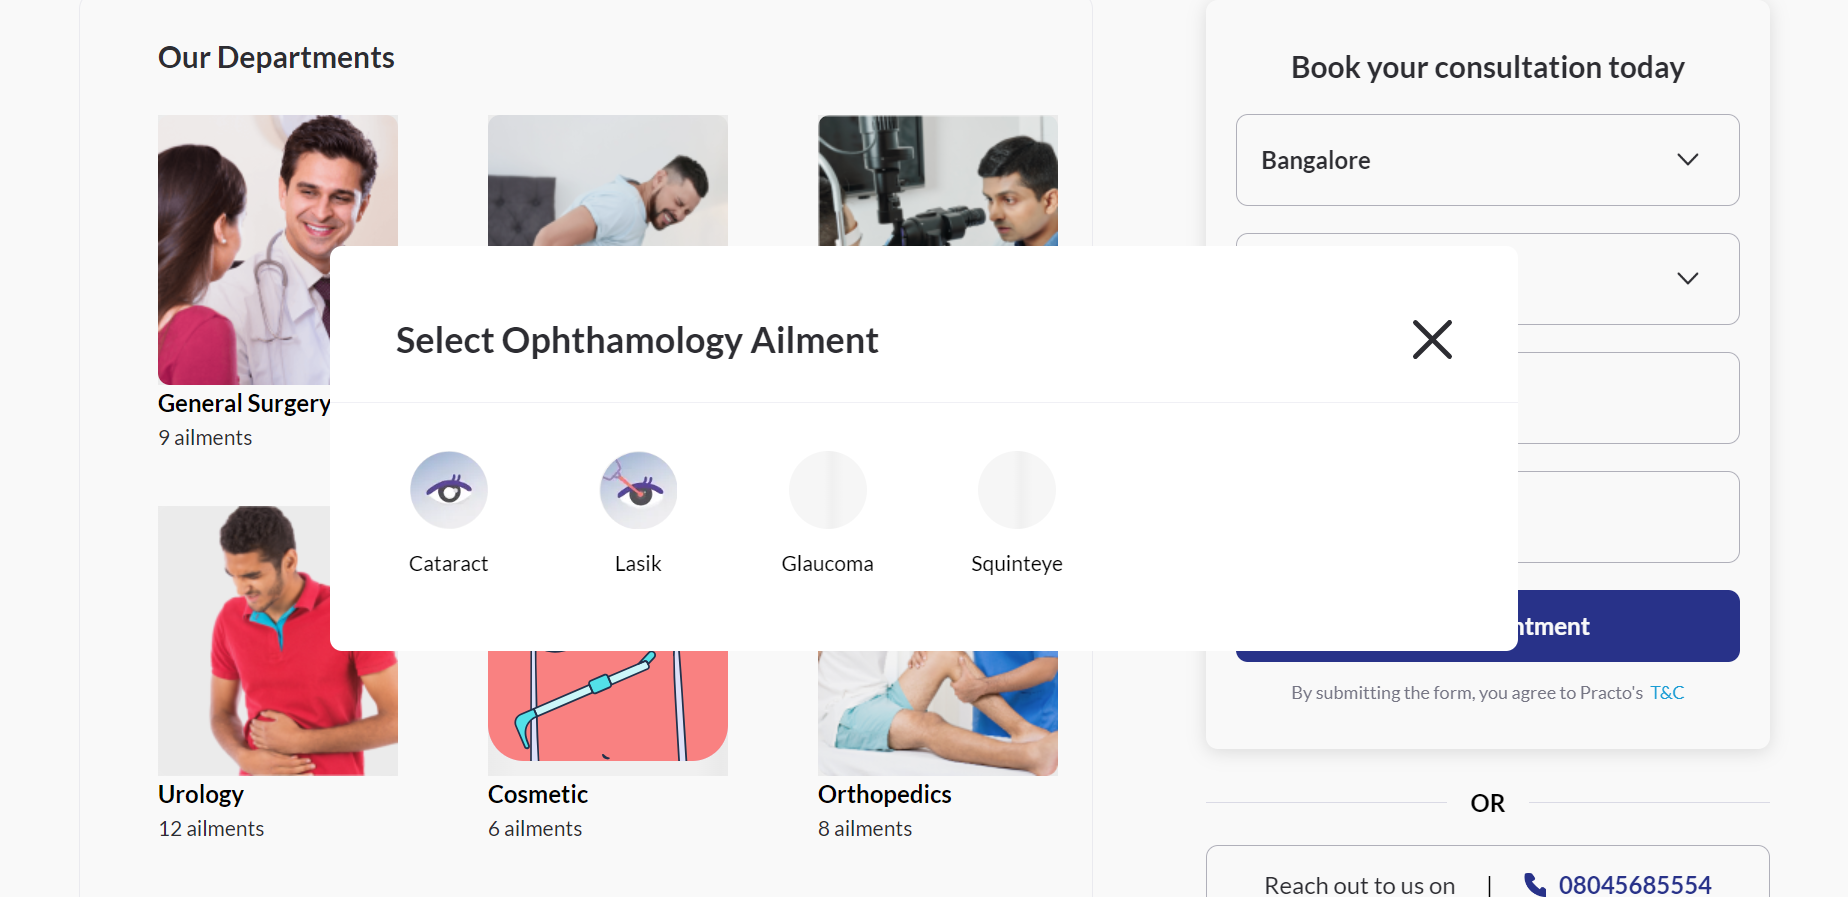 Our Departments
General Surgery
9 ailments
Urology
12 ailments
Cosmetic
6 ailments
Orthopedics
8 ailments
Select Ophthamology Ailment
Cataract
Lasik
Glaucoma
Squinteye
Book your consultation today
Bangalore
By submitting the form, you agree to Practo's T&C
OR
Reach out to us on | 08045685554